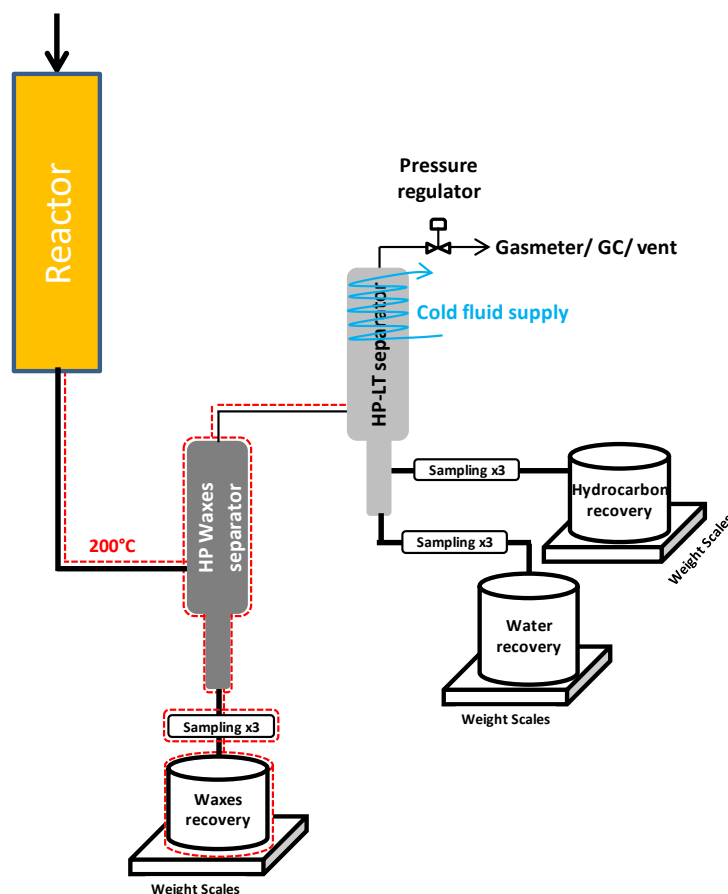 Reactor
Pressure
regulator
Gasmeter/ GC/ vent
Cold fluid supply
HP-LT separator
200°C
HP Waxes
separator
Sampling x3
Hydrocarbon
recovery
Weight Scales
Sampling x3
Water
recovery
Weight Scales
Sampling x3
Waxes
recovery
Weight Scales